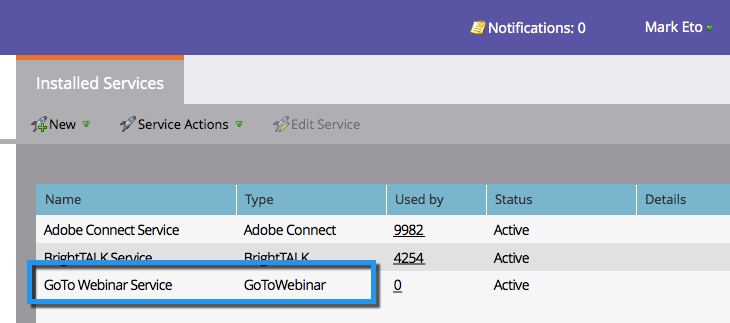 Notifications: 0 Mark Eto
Installed Services
New Service Actions Edit Service
Name Type Used by Status Details
Adobe Connect Service Adobe Connect 9982 Active
BrightTALK Service BrightTALK 4254 Active
GoTo Webinar Service GoToWebinar 0 Active